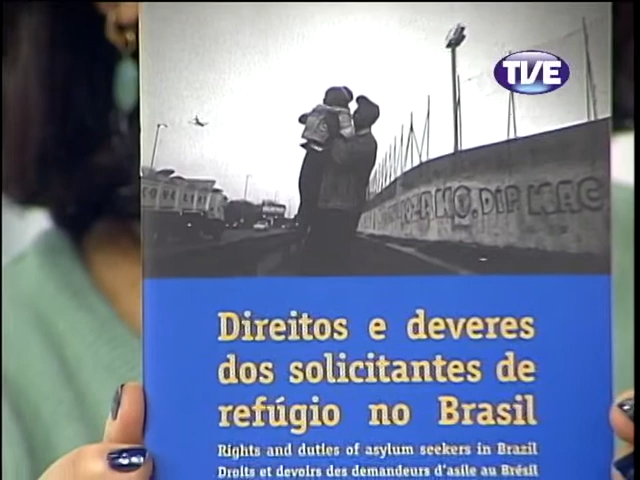 TVE
Direitos e deveres
dos solicitantes de
refúgio no Brasil
Rights and duties of asylum seekers in Brazil
Droits et devoirs des demandeurs d'asile au Brésil